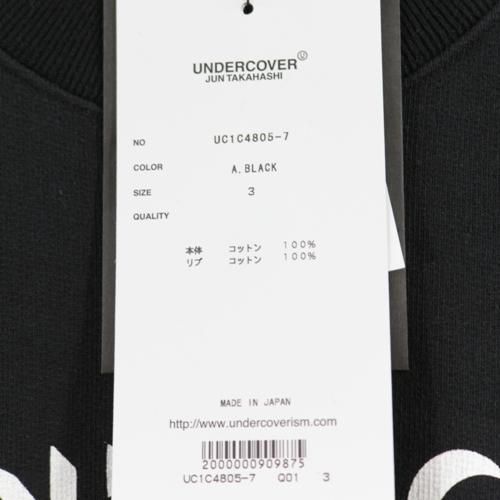 UNDERCOVER
JUN TAKAHASHI
NO UC1C4805-7
COLOR A.BLACK
SIZE 3
QUALITY
本体 コットン 100%
リブ コットン 100%
MADE IN JAPAN
http://www.undercoverism.com
2000000909875
UC1C4805-7 Q01 3